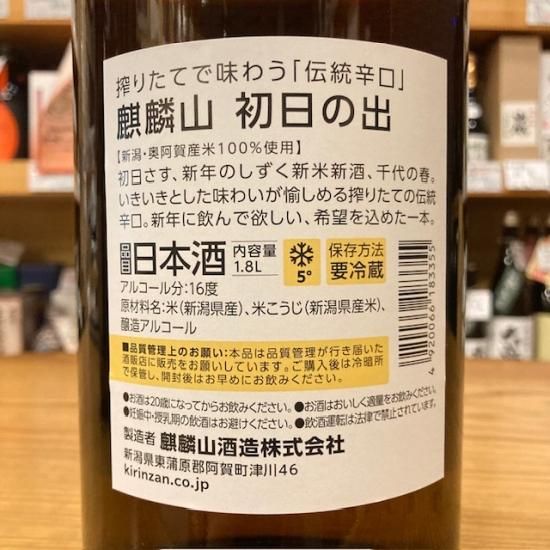 搾りたてで味わう「伝統辛口」
麒麟山 初日の出
【新潟・奥阿賀産米100%使用】
初日さす、新年のしずく新米新酒、千代の春。
いきいきとした味わいが愉しめる搾りたての伝統
辛口。新年に飲んで欲しい、希望を込めた一本。
日本酒 内容量 1.8L
5° 保存方法 要冷蔵
アルコール分:16度
原材料名:米(新潟県産)、米こうじ(新潟県産米)、
醸造アルコール
4920066183355
■品質管理上のお願い:本品は品質管理が行き届いた
酒販店に販売をお願いしています。ご購入後は冷暗所
で保管し、開封後はお早めにお飲みください。
●お酒は20歳になってからお飲みください。●お酒はおいしく適量をお飲みください。
●妊娠中・授乳期の飲酒はお避けください。●飲酒運転は法律で禁止されています。
製造者 麒麟山酒造株式会社
新潟県東蒲原郡阿賀町津川46
kirinzan.co.jp